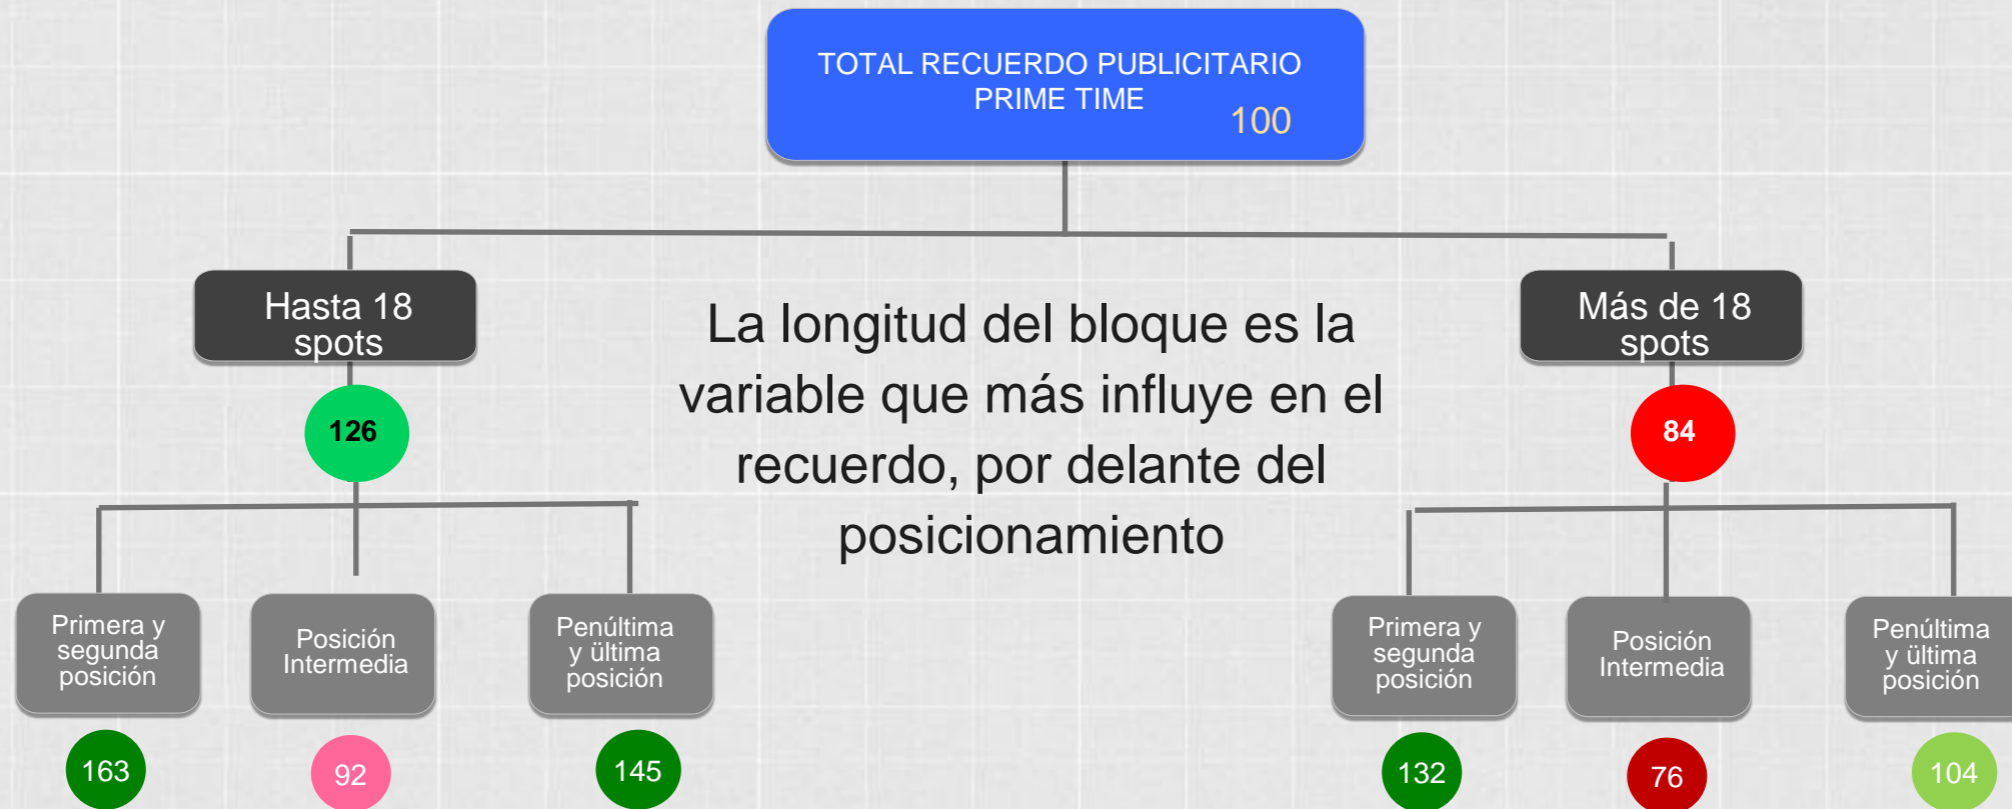 TOTAL RECUERDO PUBLICITARIO
PRIME TIME
100
Hasta 18
spots
126
La longitud del bloque es la
variable que más influye en el
recuerdo, por delante del
posicionamiento
Más de 18
spots
84
Primera y
segunda
posición
163
Posición
Intermedia
92
Penúltima
y ültima
posición
145
Primera y
segunda
posición
132
Posición
Intermedia
76
Penúltima
y ültima
posición
104